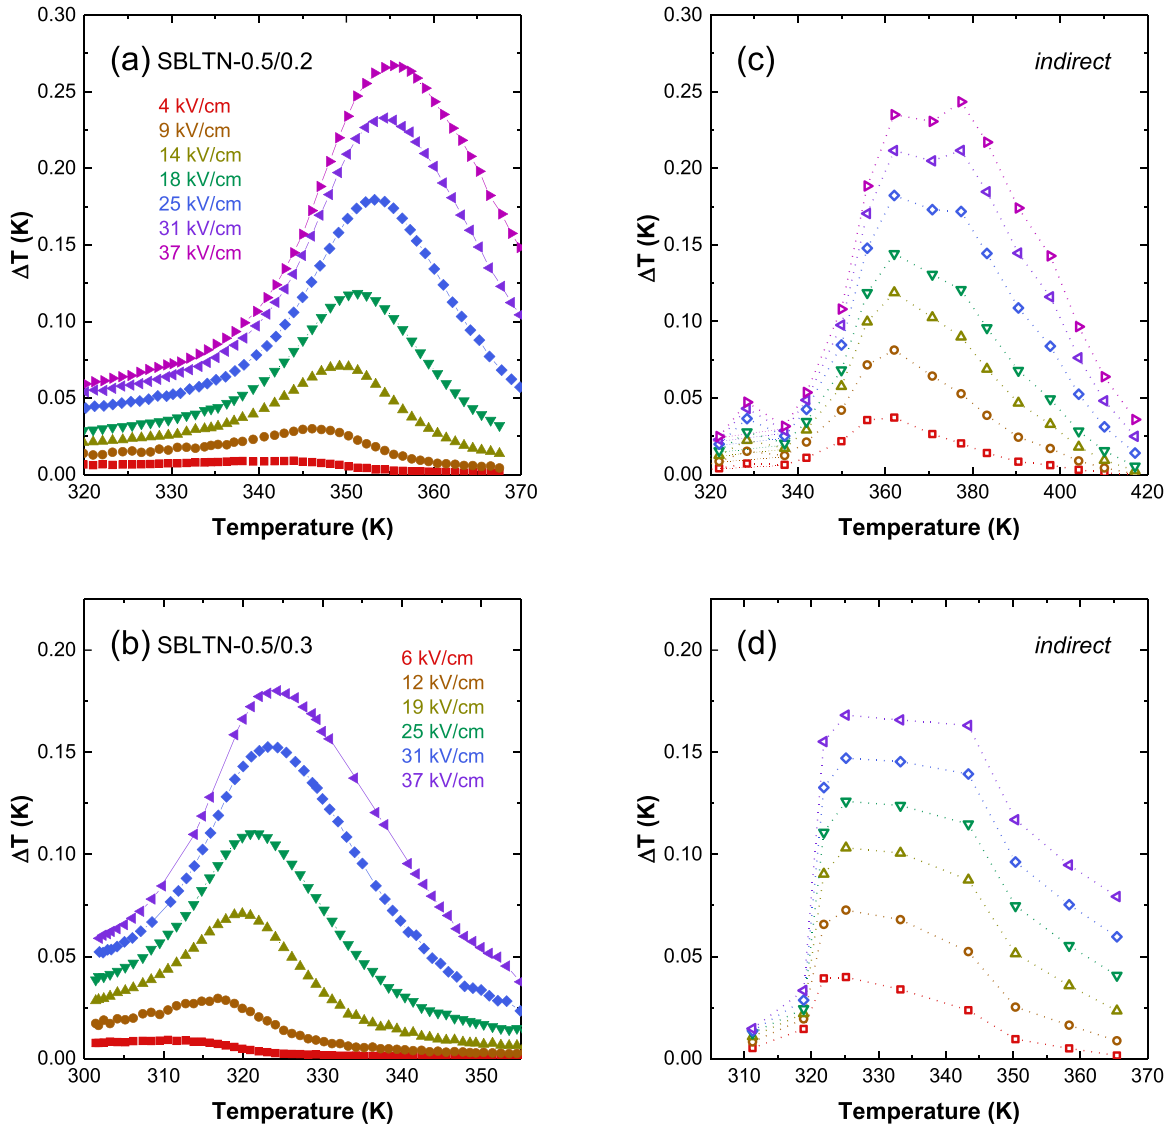 (a) SBLTN-0.5/0.2
4 kV/cm
9 kV/cm
14 kV/cm
18 kV/cm
25 kV/cm
31 kV/cm
37 kV/cm
0.30
0.25
0.20
0.15
0.10
0.05
0.00
ΔT (K)
320 330 340 350 360 370
Temperature (K)
(c) indirect
0.30
0.25
0.20
0.15
0.10
0.05
0.00
ΔT (K)
320 340 360 380 400 420
Temperature (K)
(b) SBLTN-0.5/0.3
6 kV/cm
12 kV/cm
19 kV/cm
25 kV/cm
31 kV/cm
37 kV/cm
0.20
0.15
0.10
0.05
0.00
ΔT (K)
300 310 320 330 340 350
Temperature (K)
(d) indirect
0.20
0.15
0.10
0.05
0.00
ΔT (K)
310 320 330 340 350 360 370
Temperature (K)